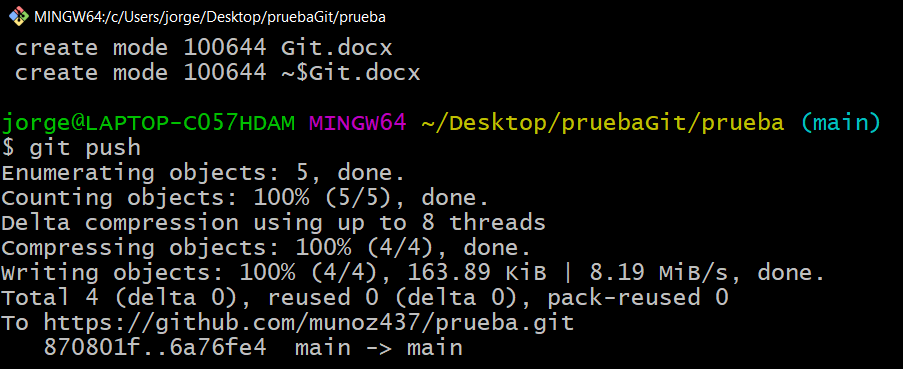 MINGW64:/c/Users/jorge/Desktop/pruebaGit/prueba
create mode 100644 Git.docx
create mode 100644 ~$Git.docx
jorge@LAPTOP-C057HDAM MINGW64 ~/Desktop/pruebaGit/prueba (main)
$ git push
Enumerating objects: 5, done.
Counting objects: 100% (5/5), done.
Delta compression using up to 8 threads
Compressing objects: 100% (4/4), done.
Writing objects: 100% (4/4), 163.89 KiB | 8.19 MiB/s, done.
Total 4 (delta 0), reused 0 (delta 0), pack-reused 0
To https://github.com/munoz437/prueba.git
870801f..6a76fe4  main -> main